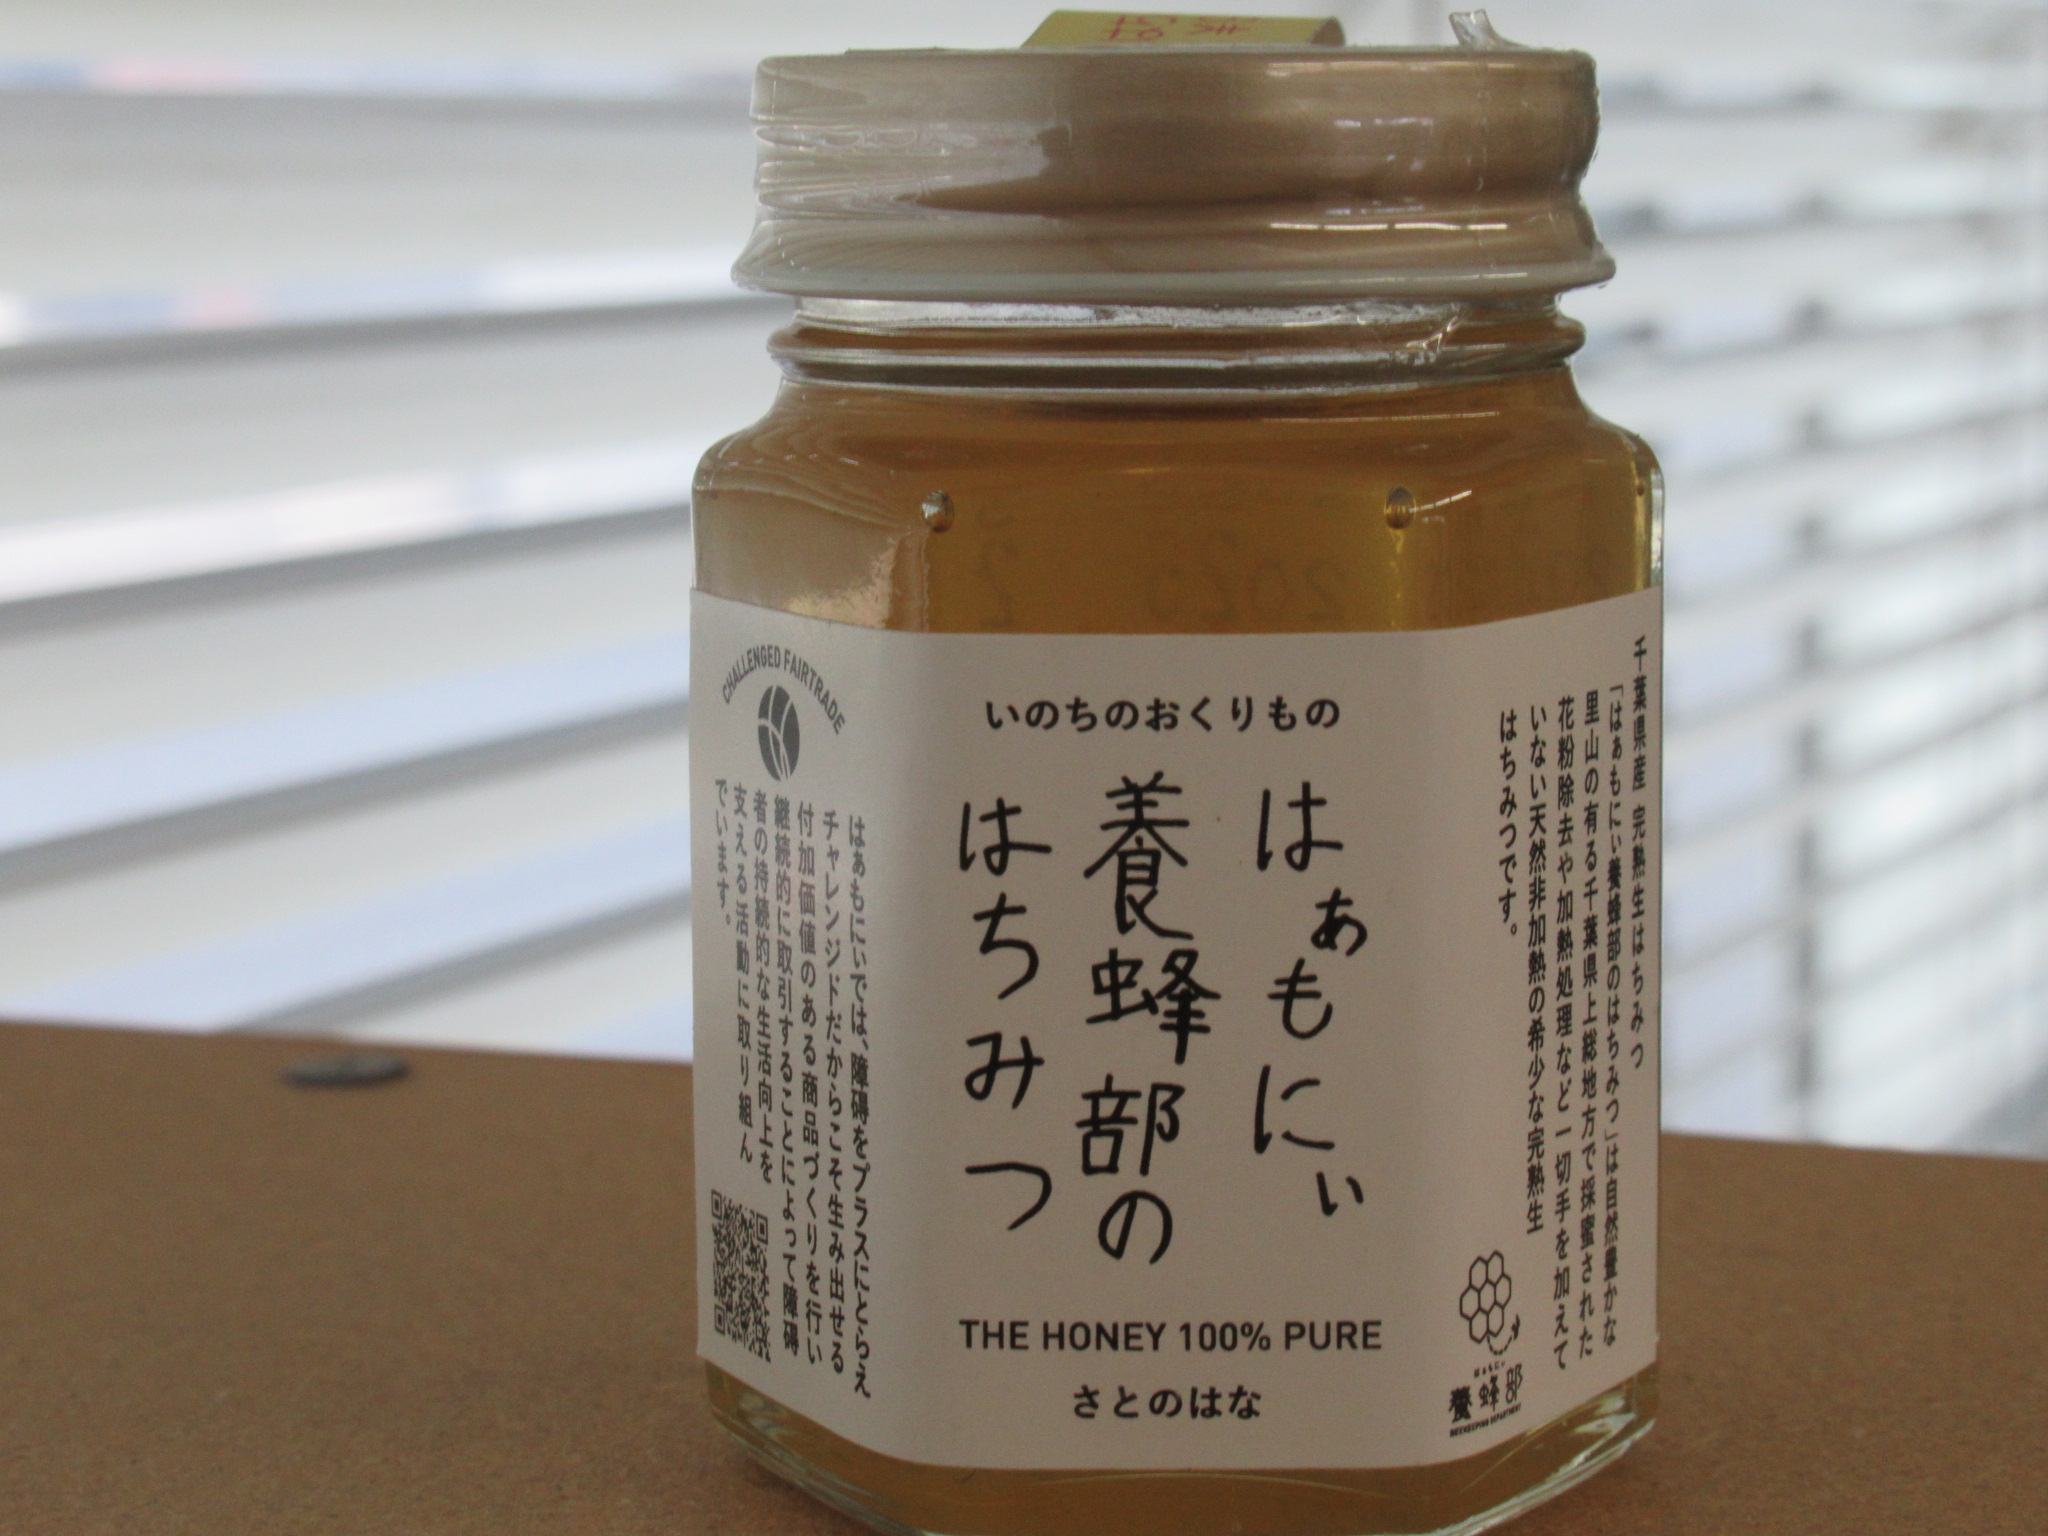 CHALLENGED FAIRTRADE
はぁもにぃでは、障碍をプラスにとらえ
チャレンジドだからこそ生み出せる
付加価値のある商品づくりを行い
継続的に取引することによって障碍
者の持続的な生活向上を
支える活動に取り組ん
でいます。
いのちのおくりもの
はぁもにぃ
養蜂部の
はちみつ
THE HONEY 100% PURE
さとのはな
千葉県産 完熟生はちみつ
「はぁもにぃ養蜂部のはちみつ」は自然豊かな
里山の有る千葉県上総地方で採蜜された
花粉除去や加熱処理など一切手を加えて
いない天然非加熱の希少な完熟生
はちみつです。
はぁもにぃ
養蜂部
BEEKEEPING DEPARTMENT